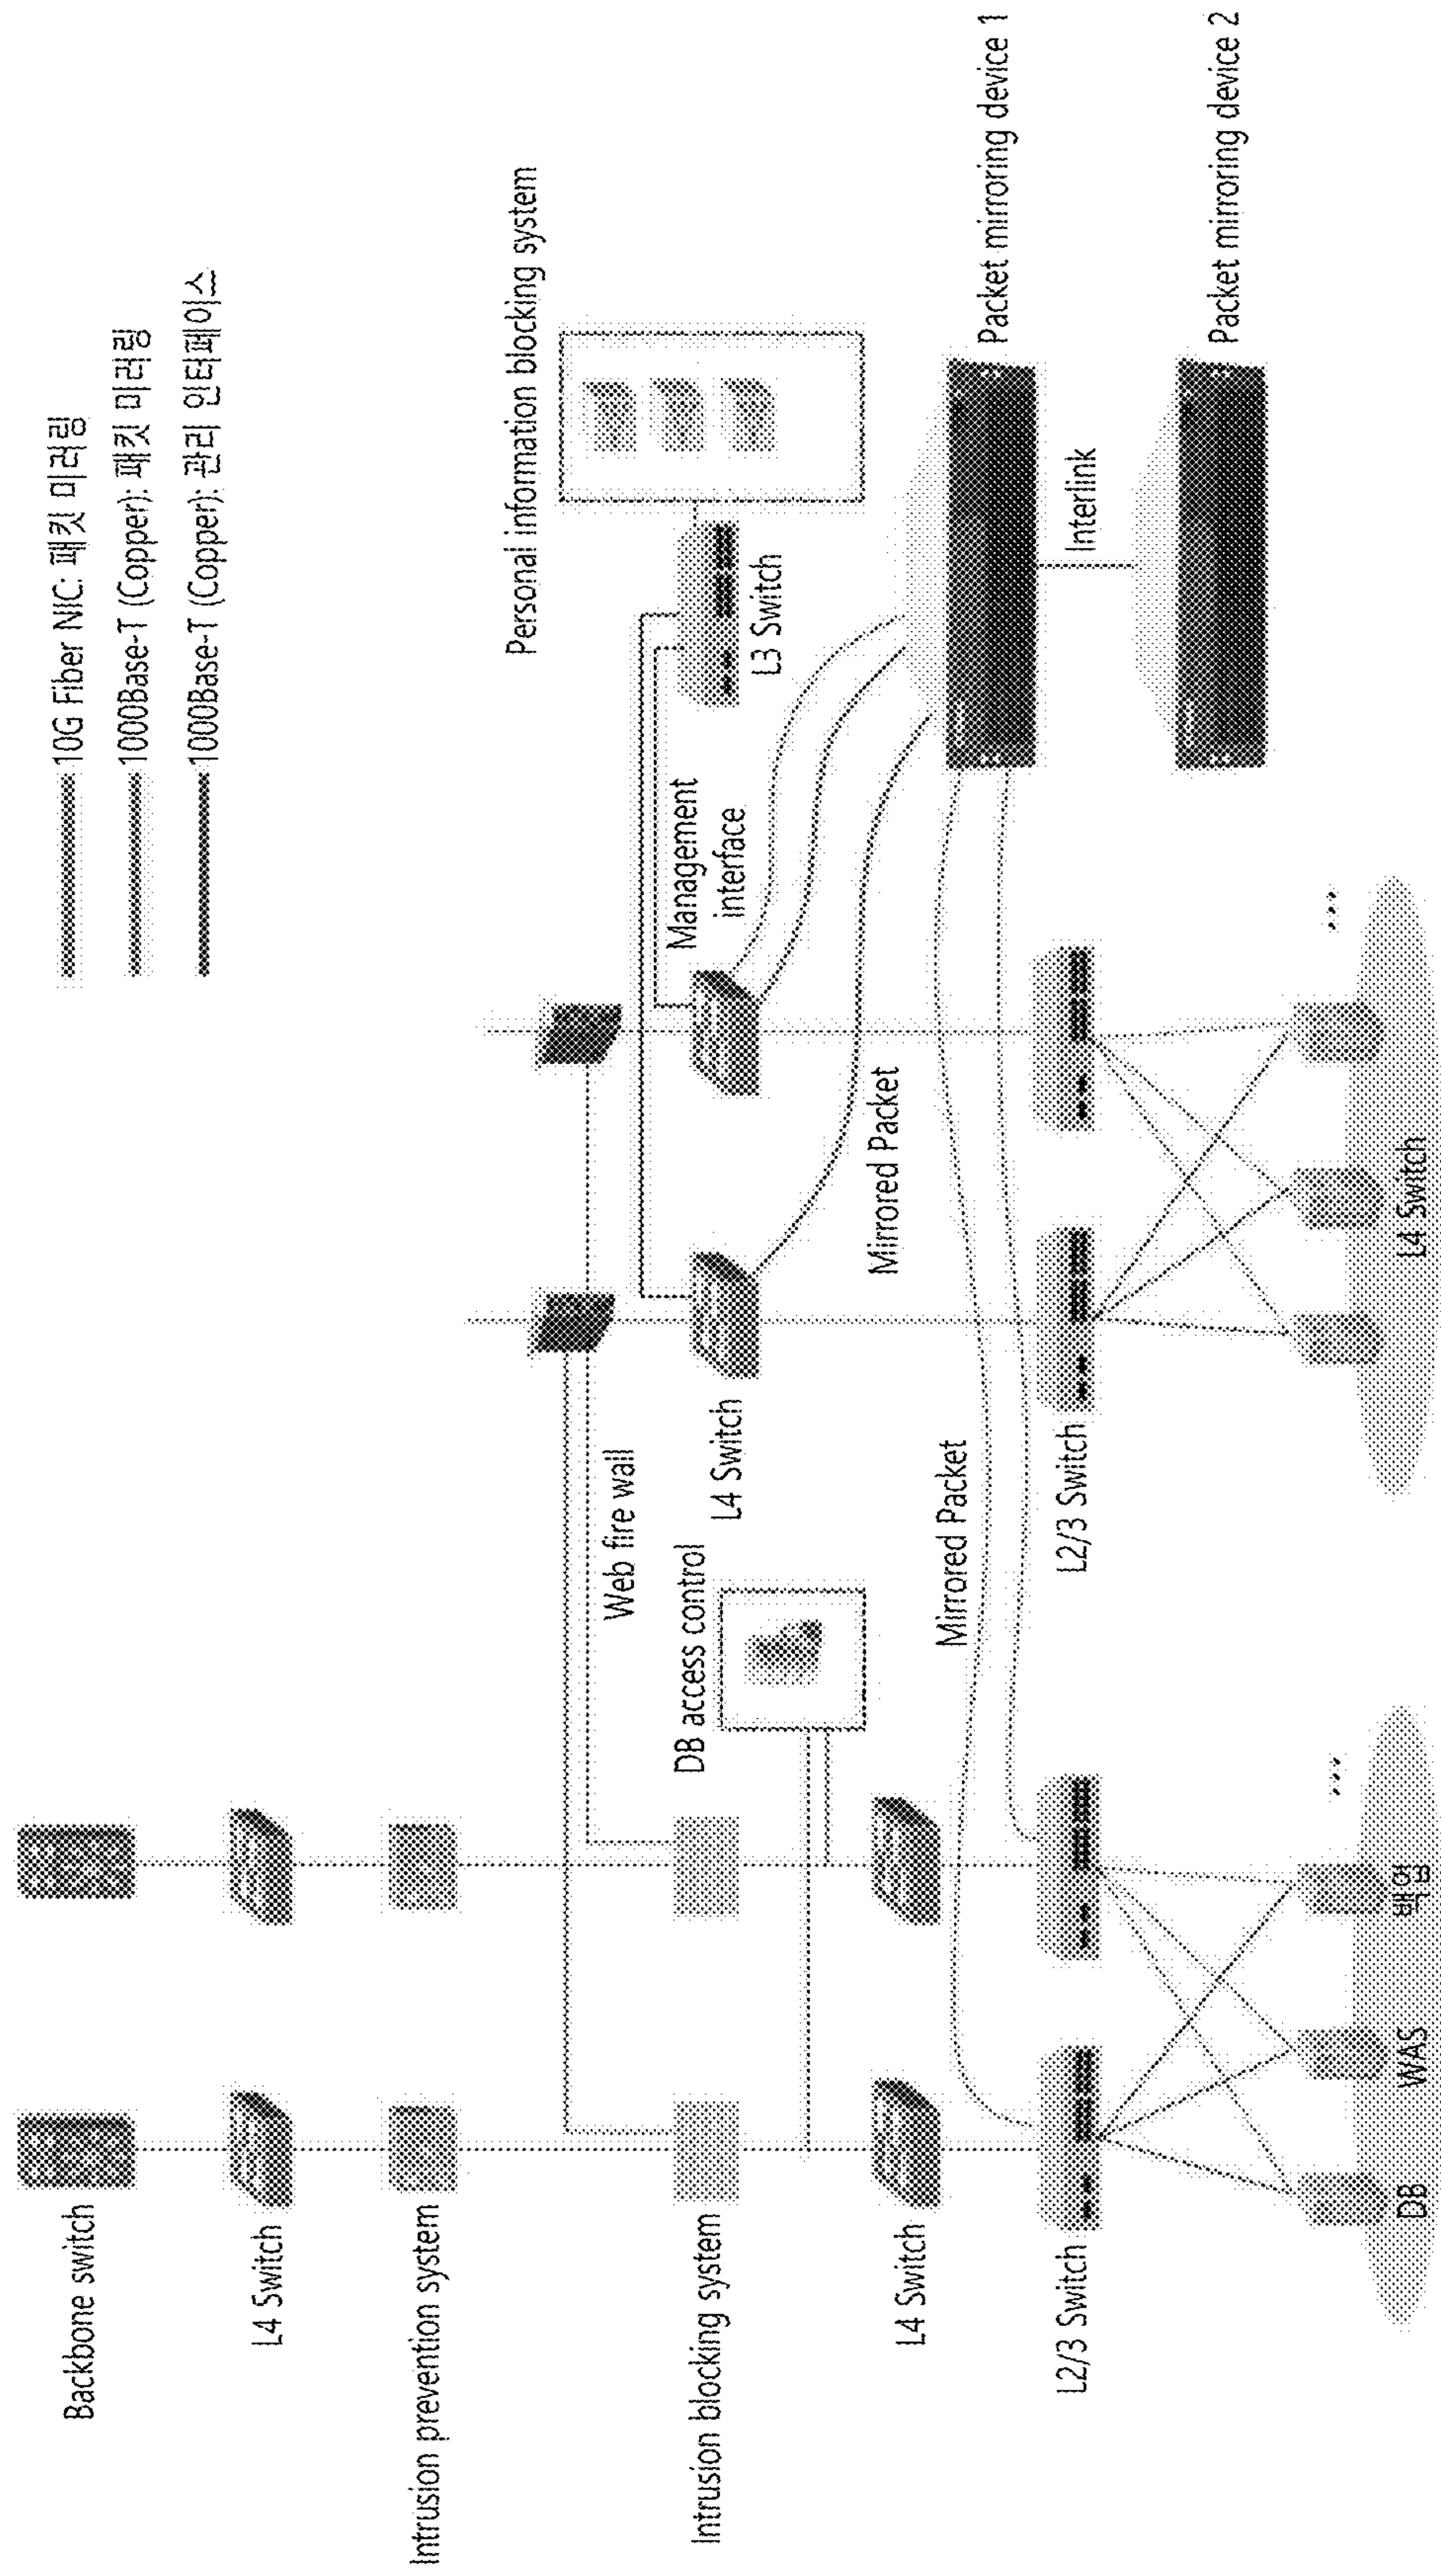 10G Fiber NIC: 패킷 미러링
1000Base-T (Copper): 패킷 미러링
1000Base-T (Copper): 관리 인터페이스
Backbone switch
L4 Switch
Intrusion prevention system
Personal information blocking system
Web fire wall
Management
interface
L3 Switch
Intrusion blocking system
DB access control
L4 Switch
Mirrored Packet
L4 Switch
Mirrored Packet
Packet mirroring device 1
L2/3 Switch
L2/3 Switch
Interlink
Packet mirroring device 2
...
...
DB
WAS
웹어플
L4 Switch